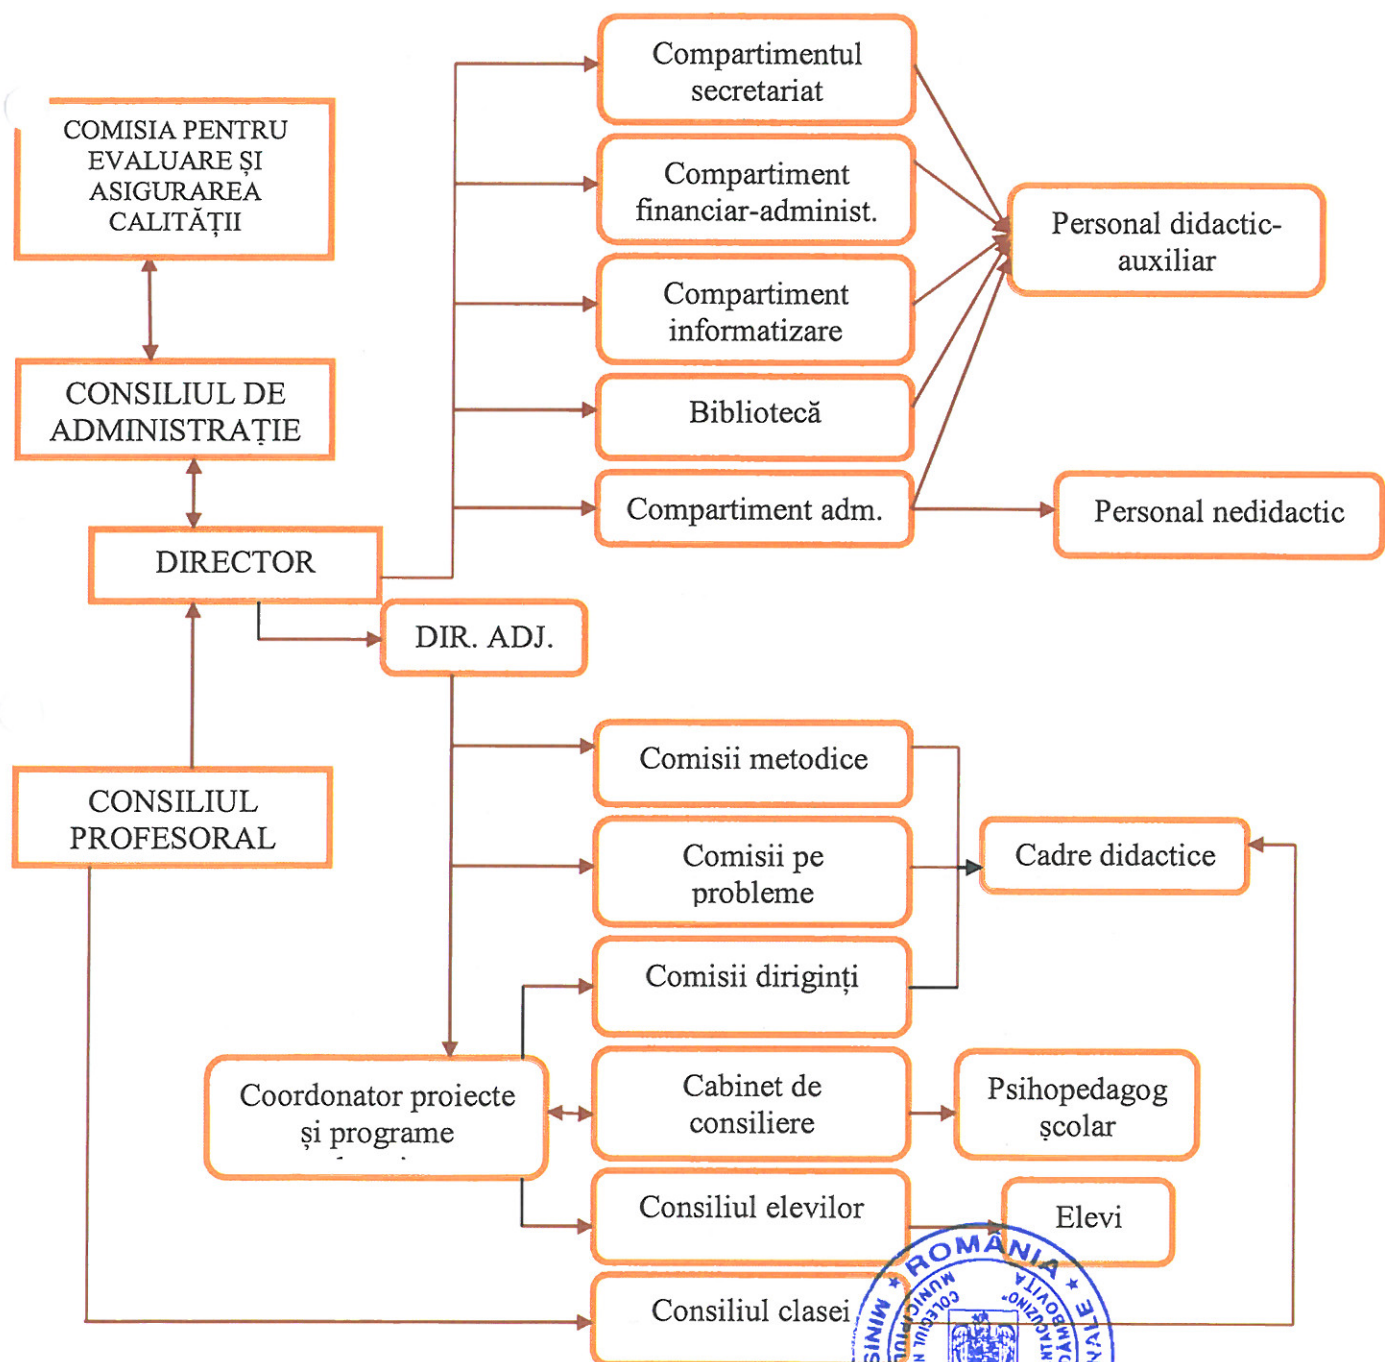 COMISIA PENTRU
EVALUARE ȘI
ASIGURAREA
CALITĂȚII
CONSILIUL DE
ADMINISTRAȚIE
DIRECTOR
DIR. ADJ.
CONSILIUL
PROFESORAL
Compartimentul
secretariat
Compartiment
financiar-administ.
Compartiment
informatizare
Bibliotecă
Compartiment adm.
Personal didactic-
auxiliar
Personal nedidactic
Comisii metodice
Comisii pe
probleme
Comisii diriginți
Cadre didactice
Coordonator proiecte
și programe
Cabinet de
consiliere
Psihopedagog
școlar
Consiliul elevilor
Elevi
Consiliul clasei
ROMÂNIA